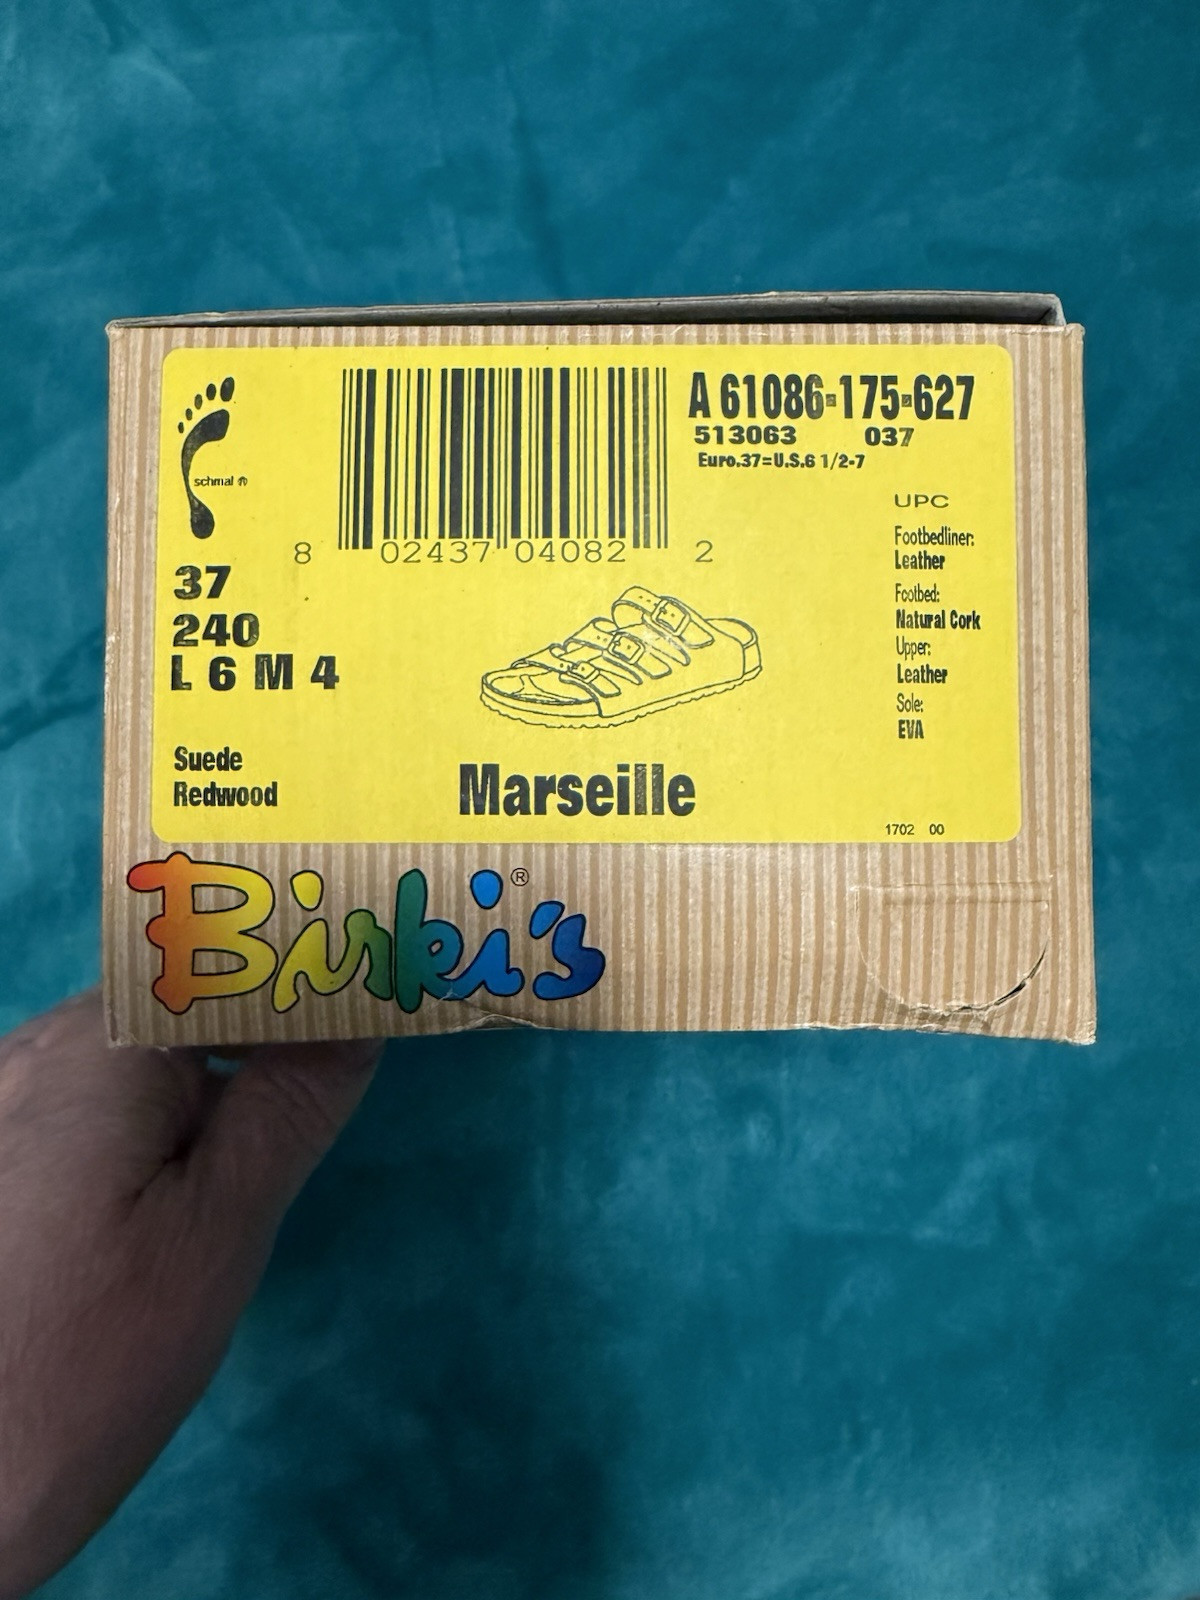 schmal ®
8 02437 04082 2
A 61086-175-627
513063 037
Euro.37=U.S.6 1/2-7
UPC
Footbedliner:
Leather
Footbed:
Natural Cork
Upper:
Leather
Sole:
EVA
37
240
L 6 M 4
Suede
Redwood
Marseille
1702 00
Birki's®